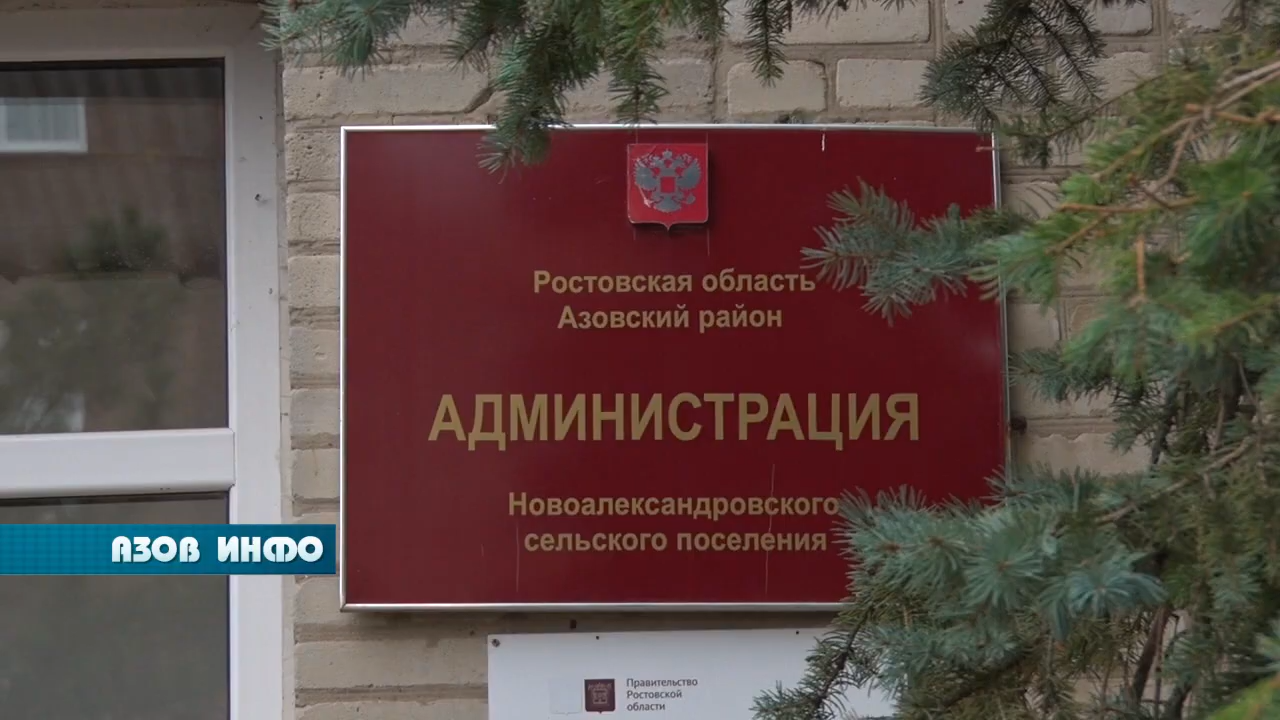 Ростовская область
Азовский район
АДМИНИСТРАЦИЯ
Новоалександровского
сельского поселения
АЗОВ ИНФО
Правительство
Ростовской
области